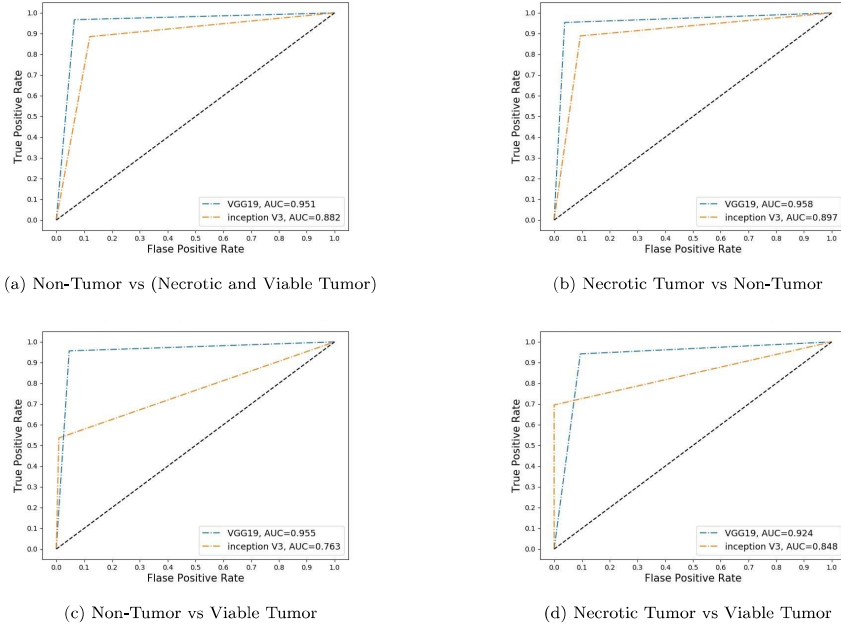 True Positive Rate
1.0
0.9
0.8
0.7
0.6
0.5
0.4
0.3
0.2
0.1
0.0
VGG19, AUC=0.951
inception V3, AUC=0.882
0.0 0.1 0.2 0.3 0.4 0.5 0.6 0.7 0.8 0.9 1.0
Flase Positive Rate
(a) Non-Tumor vs (Necrotic and Viable Tumor)
True Positive Rate
1.0
0.9
0.8
0.7
0.6
0.5
0.4
0.3
0.2
0.1
0.0
VGG19, AUC=0.958
inception V3, AUC=0.897
0.0 0.1 0.2 0.3 0.4 0.5 0.6 0.7 0.8 0.9 1.0
Flase Positive Rate
(b) Necrotic Tumor vs Non-Tumor
True Positive Rate
1.0
0.9
0.8
0.7
0.6
0.5
0.4
0.3
0.2
0.1
0.0
VGG19, AUC=0.955
inception V3, AUC=0.763
0.0 0.1 0.2 0.3 0.4 0.5 0.6 0.7 0.8 0.9 1.0
Flase Positive Rate
(c) Non-Tumor vs Viable Tumor
True Positive Rate
1.0
0.9
0.8
0.7
0.6
0.5
0.4
0.3
0.2
0.1
0.0
VGG19, AUC=0.924
inception V3, AUC=0.848
0.0 0.1 0.2 0.3 0.4 0.5 0.6 0.7 0.8 0.9 1.0
Flase Positive Rate
(d) Necrotic Tumor vs Viable Tumor